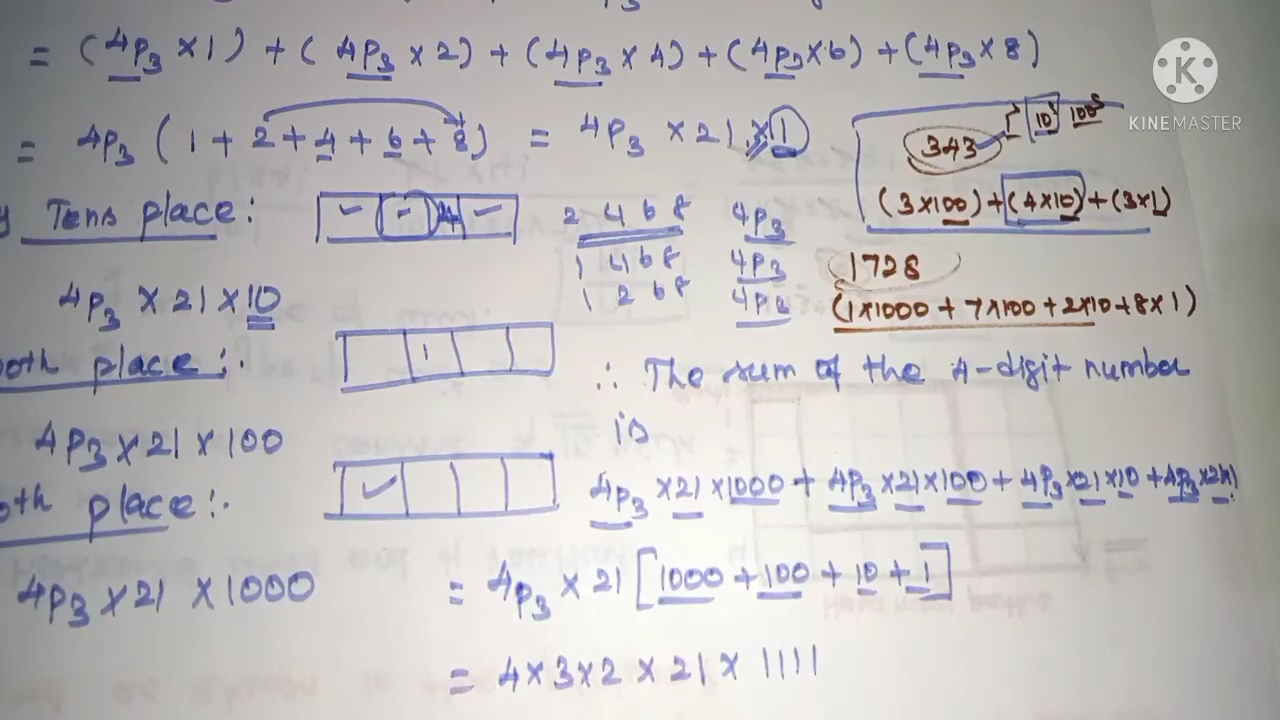 = (4P₃ × 1) + (4P₃ × 2) + (4P₃ × 4) + (4P₃ × 6) + (4P₃ × 8)
= 4P₃ (1 + 2 + 4 + 6 + 8) = 4P₃ × 21 × 1
KINEMASTER
10s 100s
343
(3×100) + (4×10) + (3×1)
y Tens place:
2 4 6 8 4P₃
1 4 6 8 4P₃
1 2 6 8 4P₃
1728
(1×1000 + 7×100 + 2×10 + 8×1)
4P₃ × 21 × 10
oth place:
1
4P₃ × 21 × 100
oth place:
4P₃ × 21 × 1000
∴ The sum of the 4-digit number
is
4P₃ × 21 × 1000 + 4P₃ × 21 × 100 + 4P₃ × 21 × 10 + 4P₃ × 21×1
= 4P₃ × 21 [1000 + 100 + 10 + 1]
= 4×3×2 × 21 × 1111